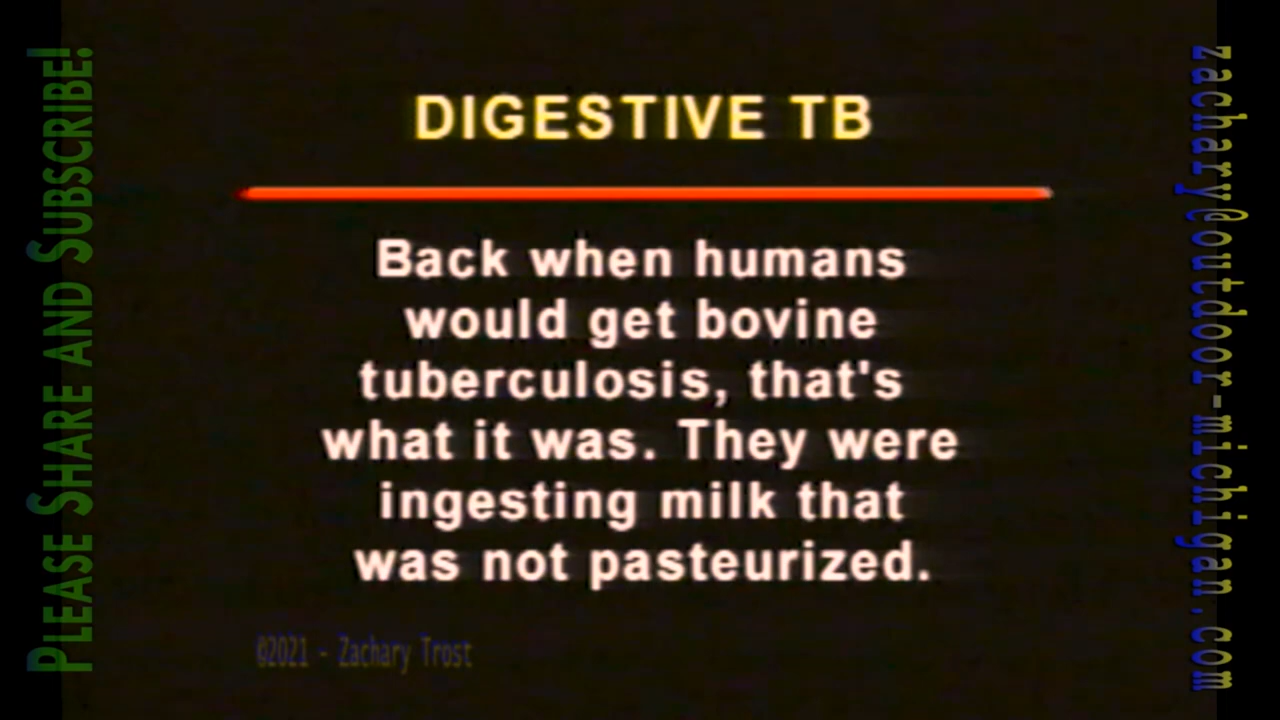 DIGESTIVE TB
Back when humans
would get bovine
tuberculosis, that's
what it was. They were
ingesting milk that
was not pasteurized.
©2021 - Zachary Trost
Please Share and Subscribe!
zachary@outdoor-michigan.com